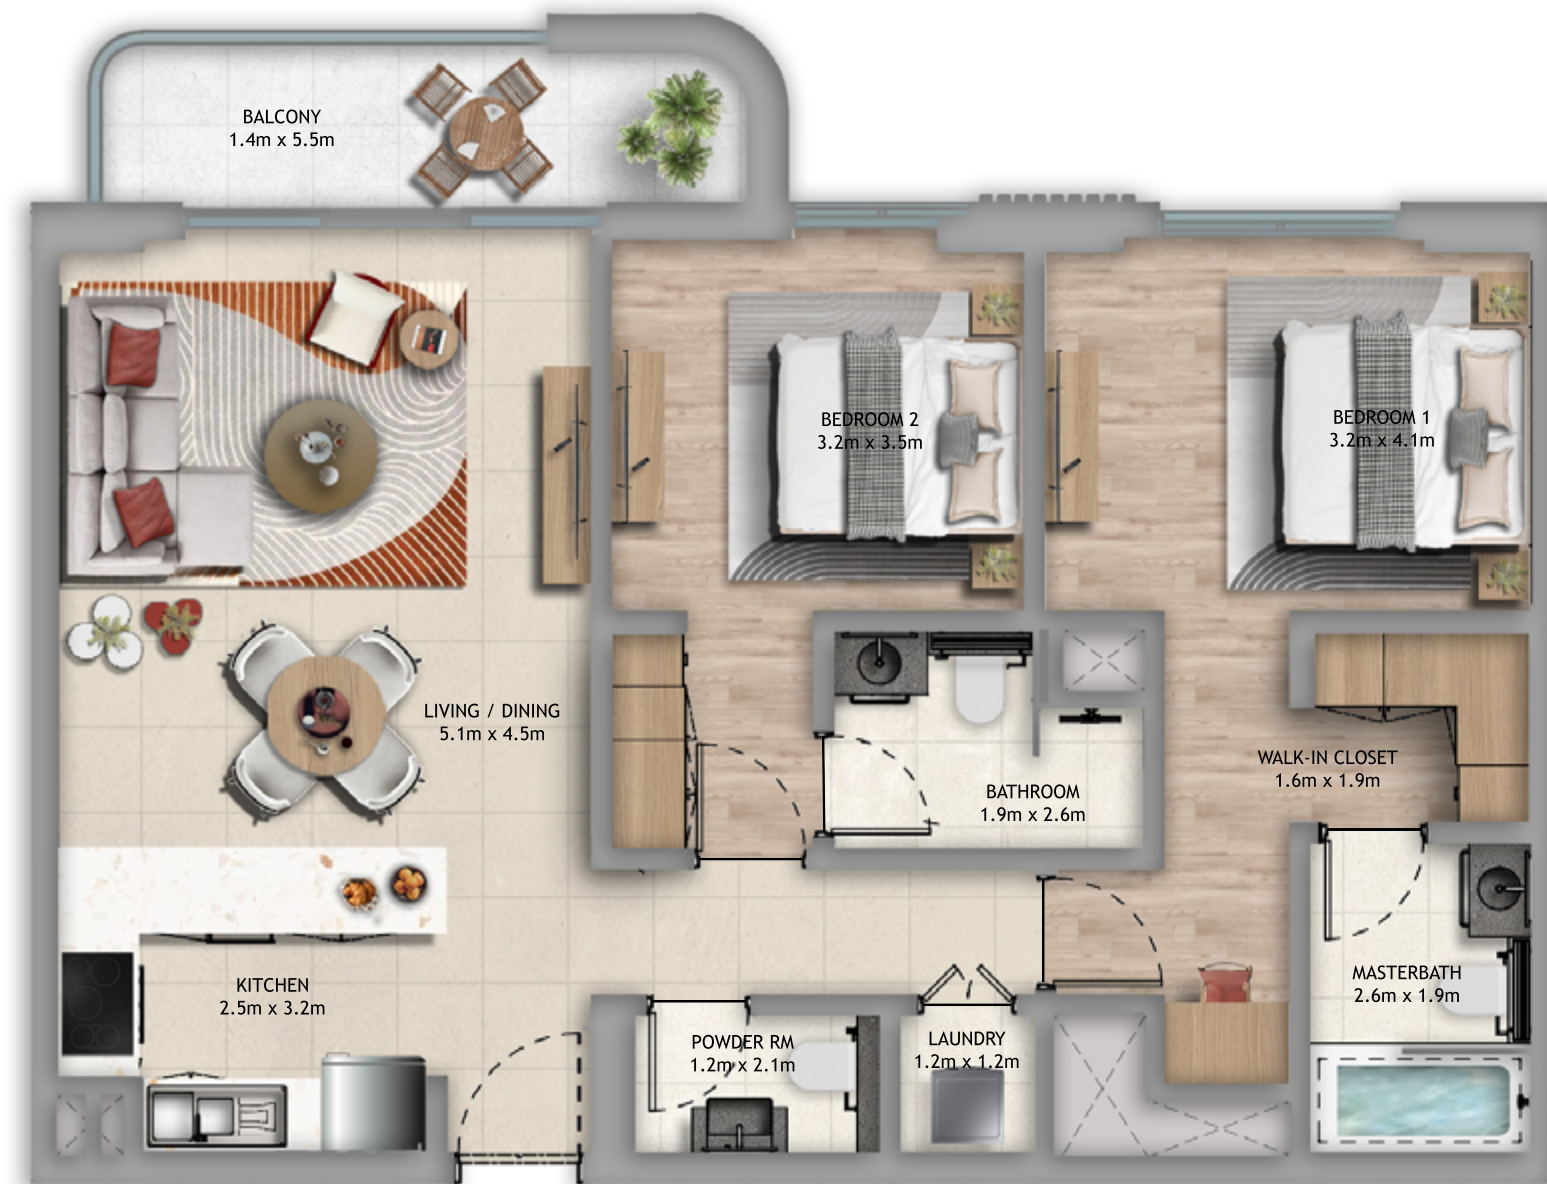 BALCONY
1.4m x 5.5m
BEDROOM 2
3.2m x 3.5m
BEDROOM 1
3.2m x 4.1m
LIVING / DINING
5.1m x 4.5m
WALK-IN CLOSET
1.6m x 1.9m
BATHROOM
1.9m x 2.6m
KITCHEN
2.5m x 3.2m
MASTERBATH
2.6m x 1.9m
POWDER RM
1.2m x 2.1m
LAUNDRY
1.2m x 1.2m